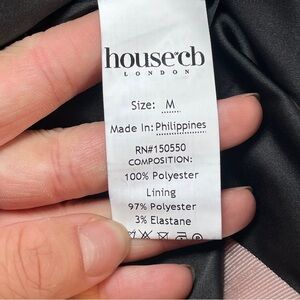 house of cb
LONDON
Size: M
Made In: Philippines
RN#150550
COMPOSITION:
100% Polyester
Lining
97% Polyester
3% Elastane